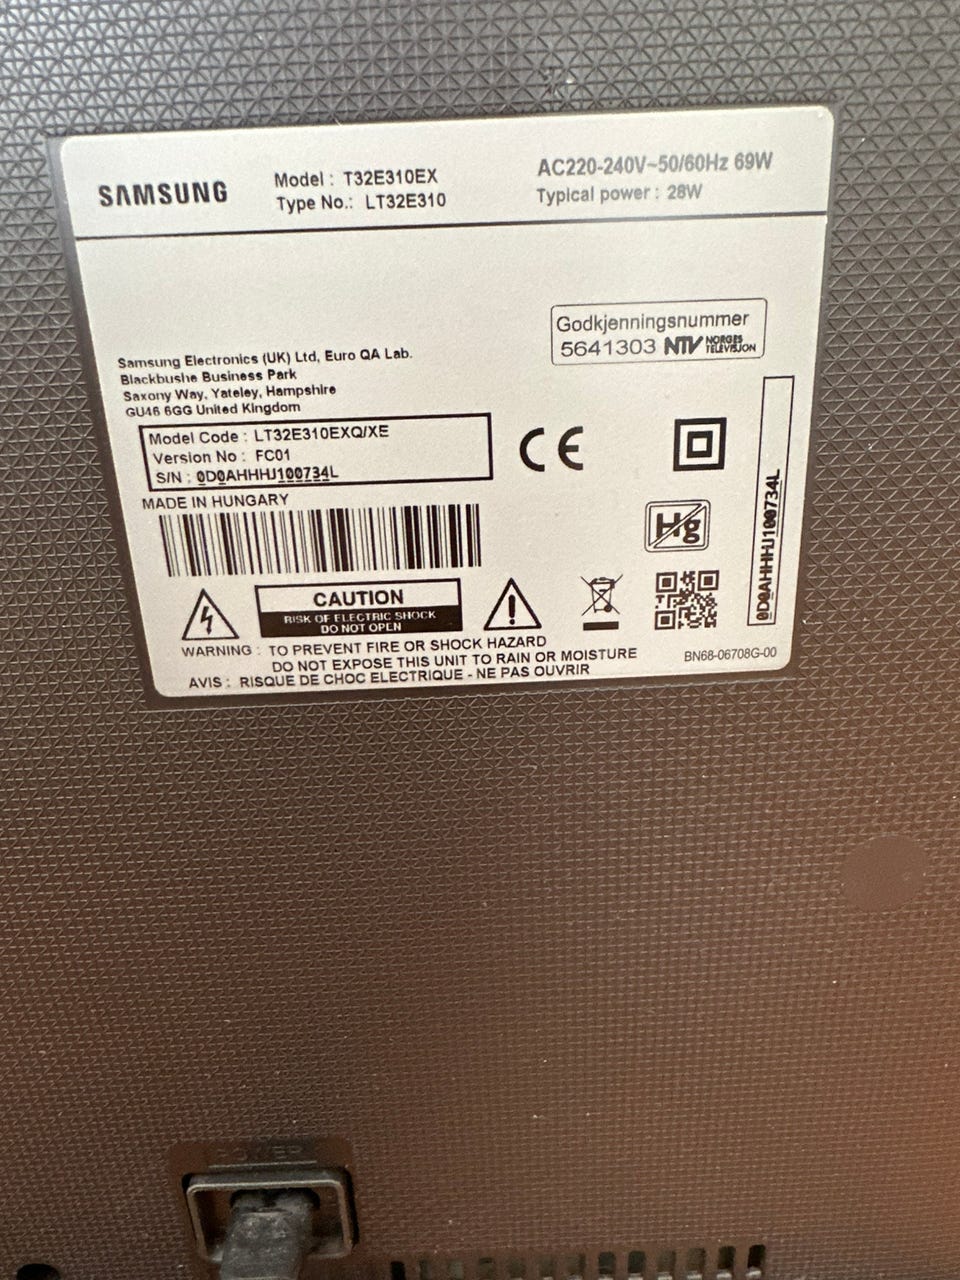 SAMSUNG
Model : T32E310EX
Type No.: LT32E310
AC220-240V~50/60Hz 69W
Typical power : 28W
Godkjenningsnummer
5641303 NTV NORGES TELEVISJON
Samsung Electronics (UK) Ltd, Euro QA Lab.
Blackbushe Business Park
Saxony Way, Yateley, Hampshire
GU46 6GG United Kingdom
Model Code : LT32E310EXQ/XE
Version No : FC01
S/N : 0D0AHHHJ100734L
MADE IN HUNGARY
CE
Hg
0D0AHHHJ100734L
CAUTION
RISK OF ELECTRIC SHOCK
DO NOT OPEN
WARNING : TO PREVENT FIRE OR SHOCK HAZARD
DO NOT EXPOSE THIS UNIT TO RAIN OR MOISTURE
AVIS : RISQUE DE CHOC ELECTRIQUE - NE PAS OUVRIR
BN68-06708G-00
POWER